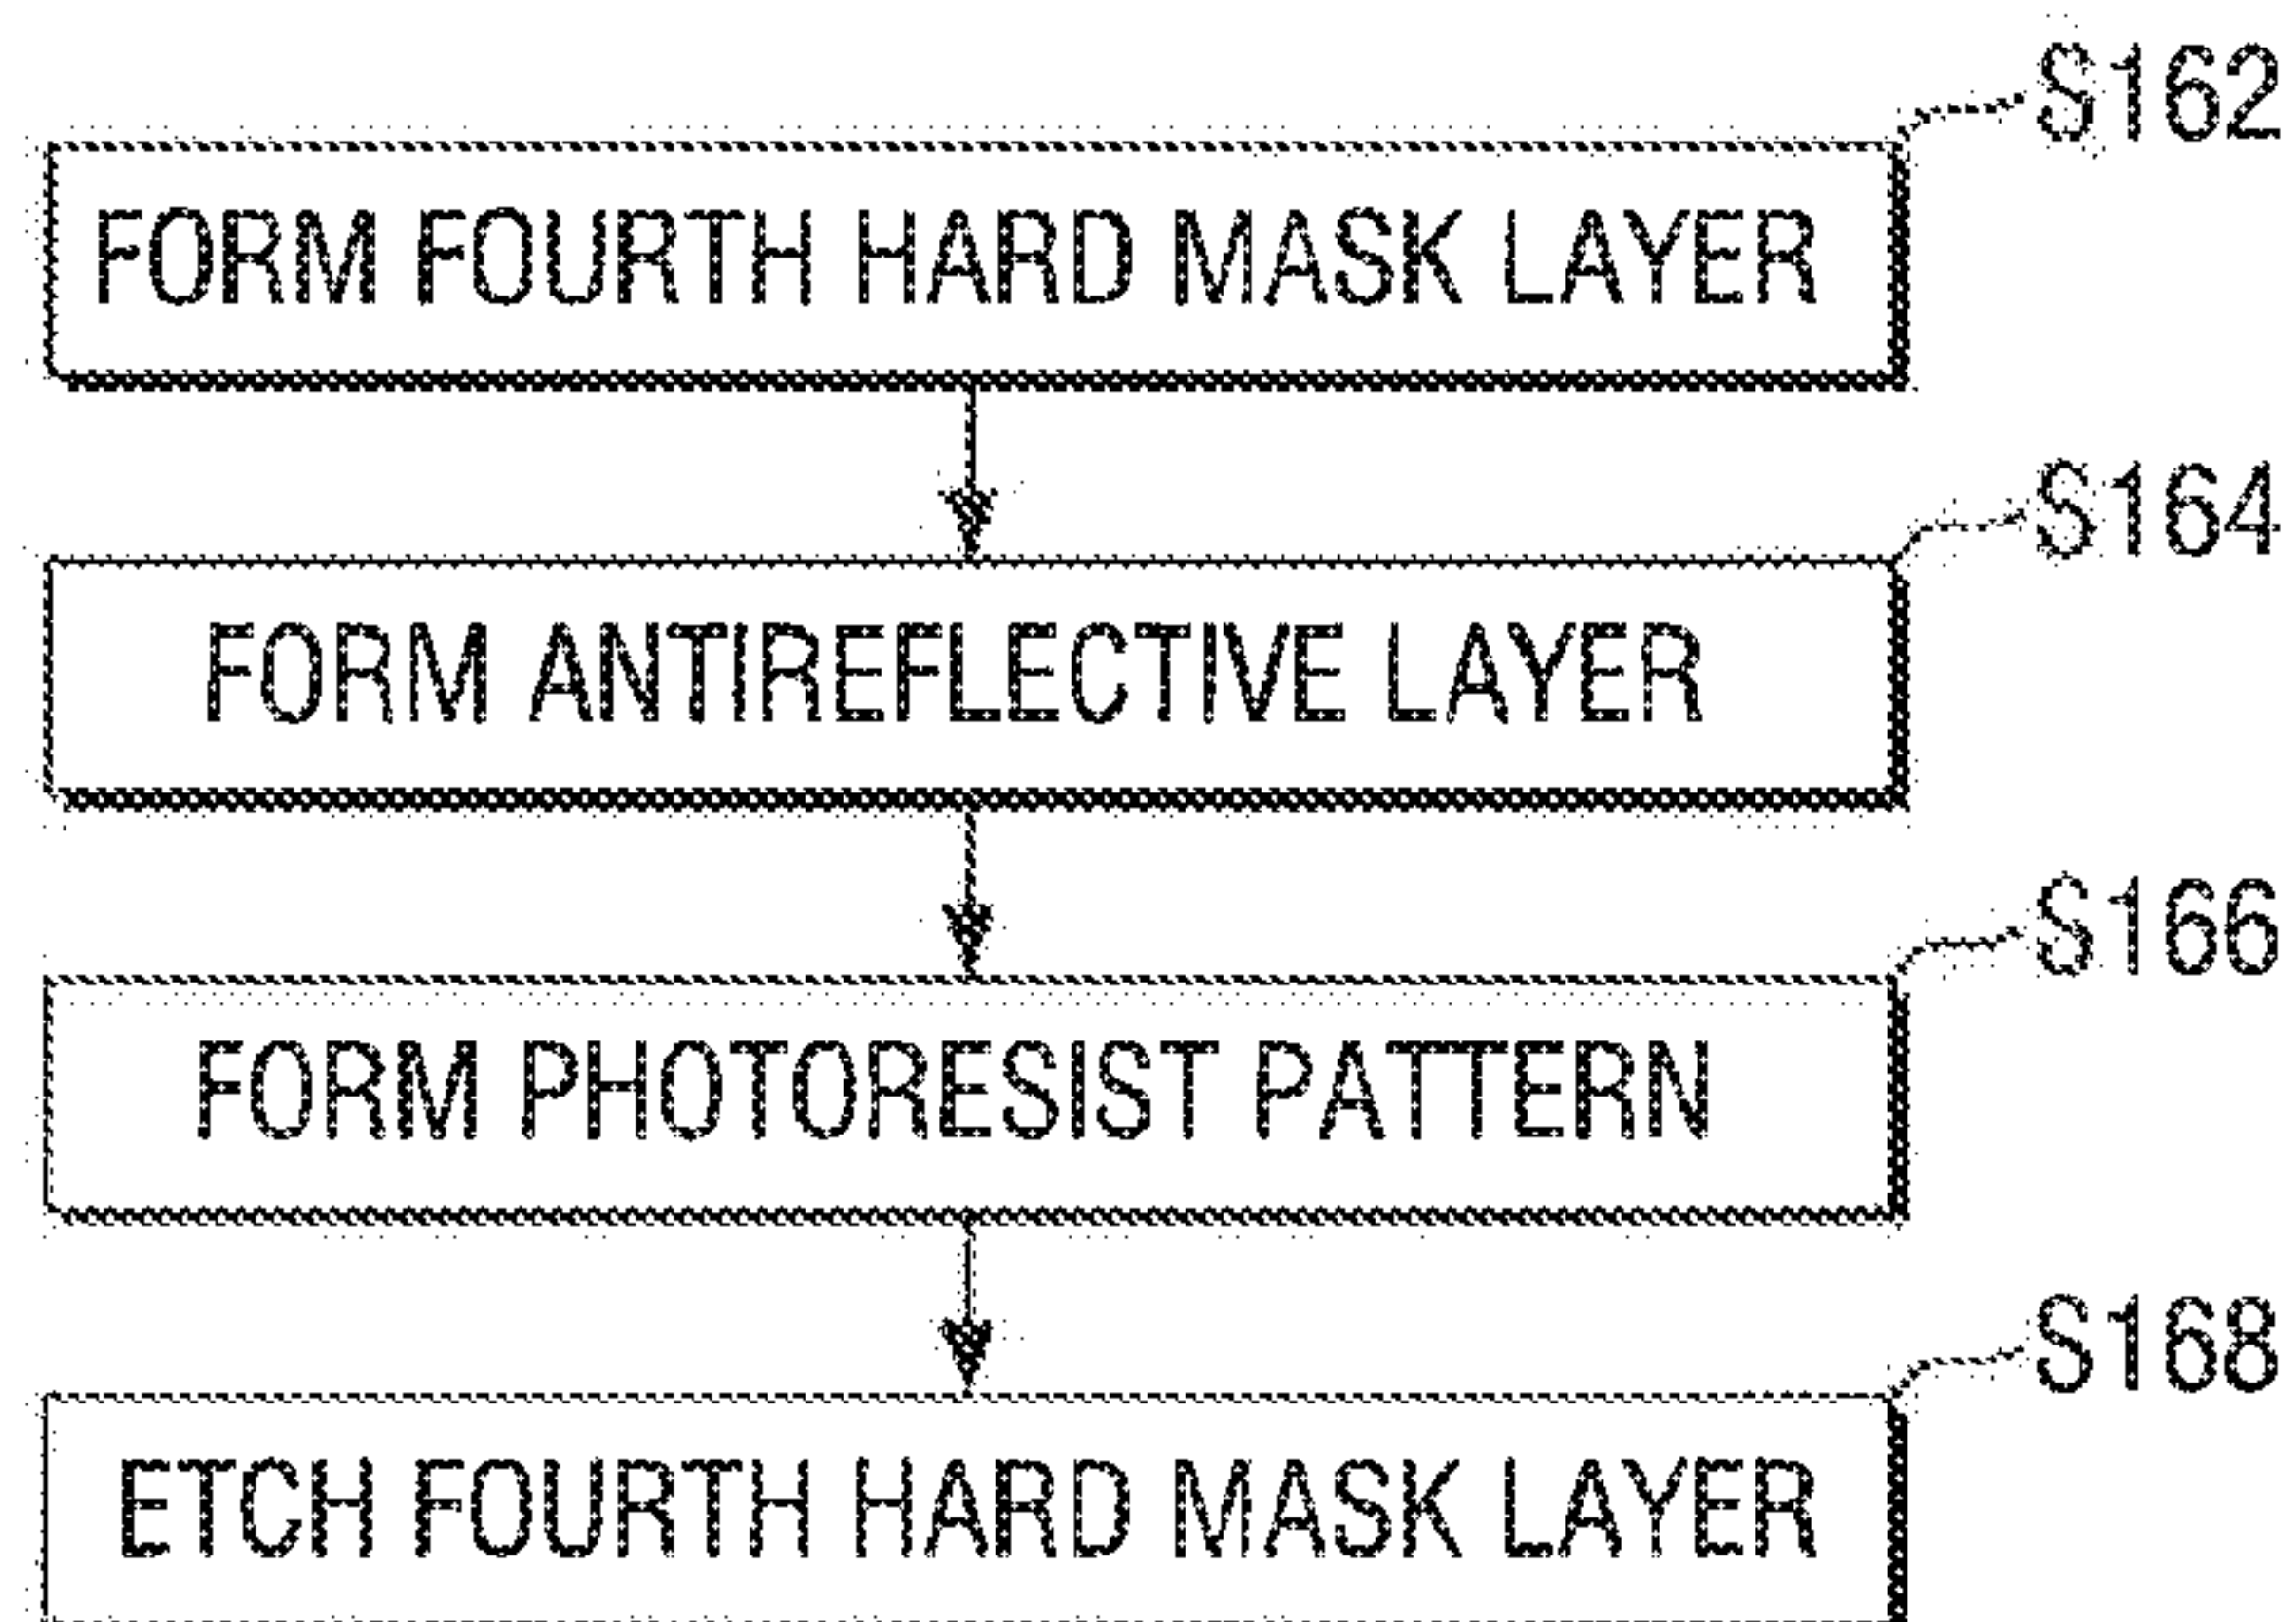 S162
FORM FOURTH HARD MASK LAYER
S164
FORM ANTIREFLECTIVE LAYER
S166
FORM PHOTORESIST PATTERN
S168
ETCH FOURTH HARD MASK LAYER